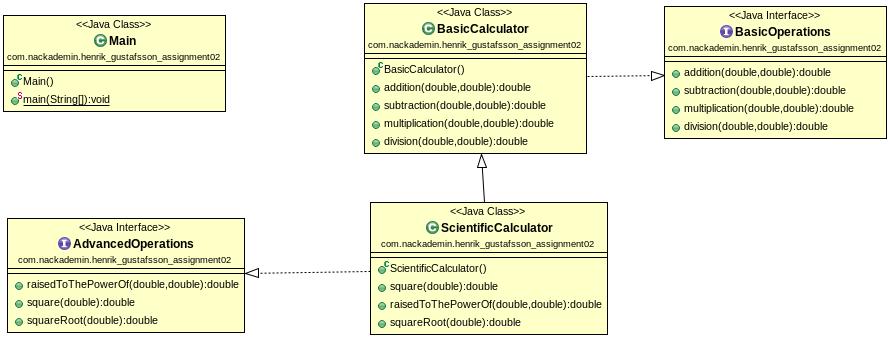 <<Java Class>>
Main
com.nackademin.henrik_gustafsson_assignment02
Main()
main(String[]):void
<<Java Class>>
BasicCalculator
com.nackademin.henrik_gustafsson_assignment02
BasicCalculator()
addition(double,double):double
subtraction(double,double):double
multiplication(double,double):double
division(double,double):double
<<Java Interface>>
BasicOperations
com.nackademin.henrik_gustafsson_assignment02
addition(double,double):double
subtraction(double,double):double
multiplication(double,double):double
division(double,double):double
<<Java Interface>>
AdvancedOperations
com.nackademin.henrik_gustafsson_assignment02
raisedToThePowerOf(double,double):double
square(double):double
squareRoot(double):double
<<Java Class>>
ScientificCalculator
com.nackademin.henrik_gustafsson_assignment02
ScientificCalculator()
square(double):double
raisedToThePowerOf(double,double):double
squareRoot(double):double